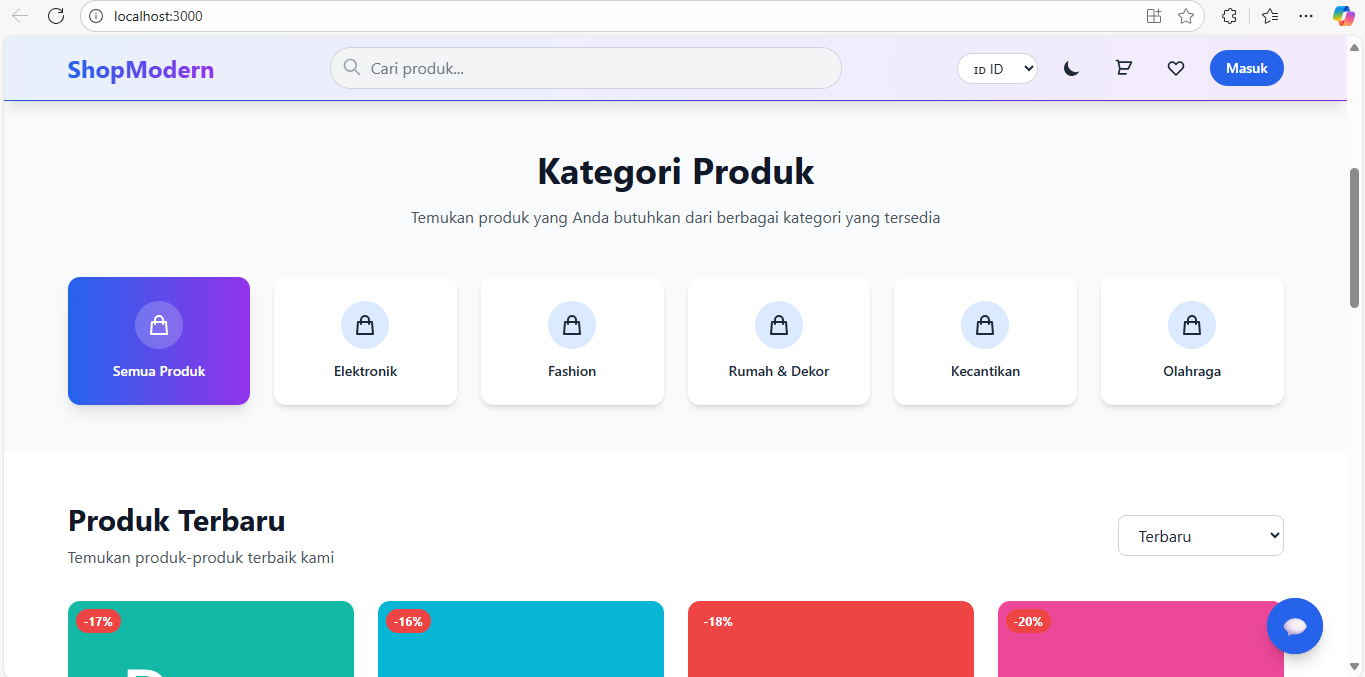 localhost:3000
ShopModern
Cari produk...
ID ID
Masuk
Kategori Produk
Temukan produk yang Anda butuhkan dari berbagai kategori yang tersedia
Semua Produk
Elektronik
Fashion
Rumah & Dekor
Kecantikan
Olahraga
Produk Terbaru
Temukan produk-produk terbaik kami
Terbaru
-17%
-16%
-18%
-20%